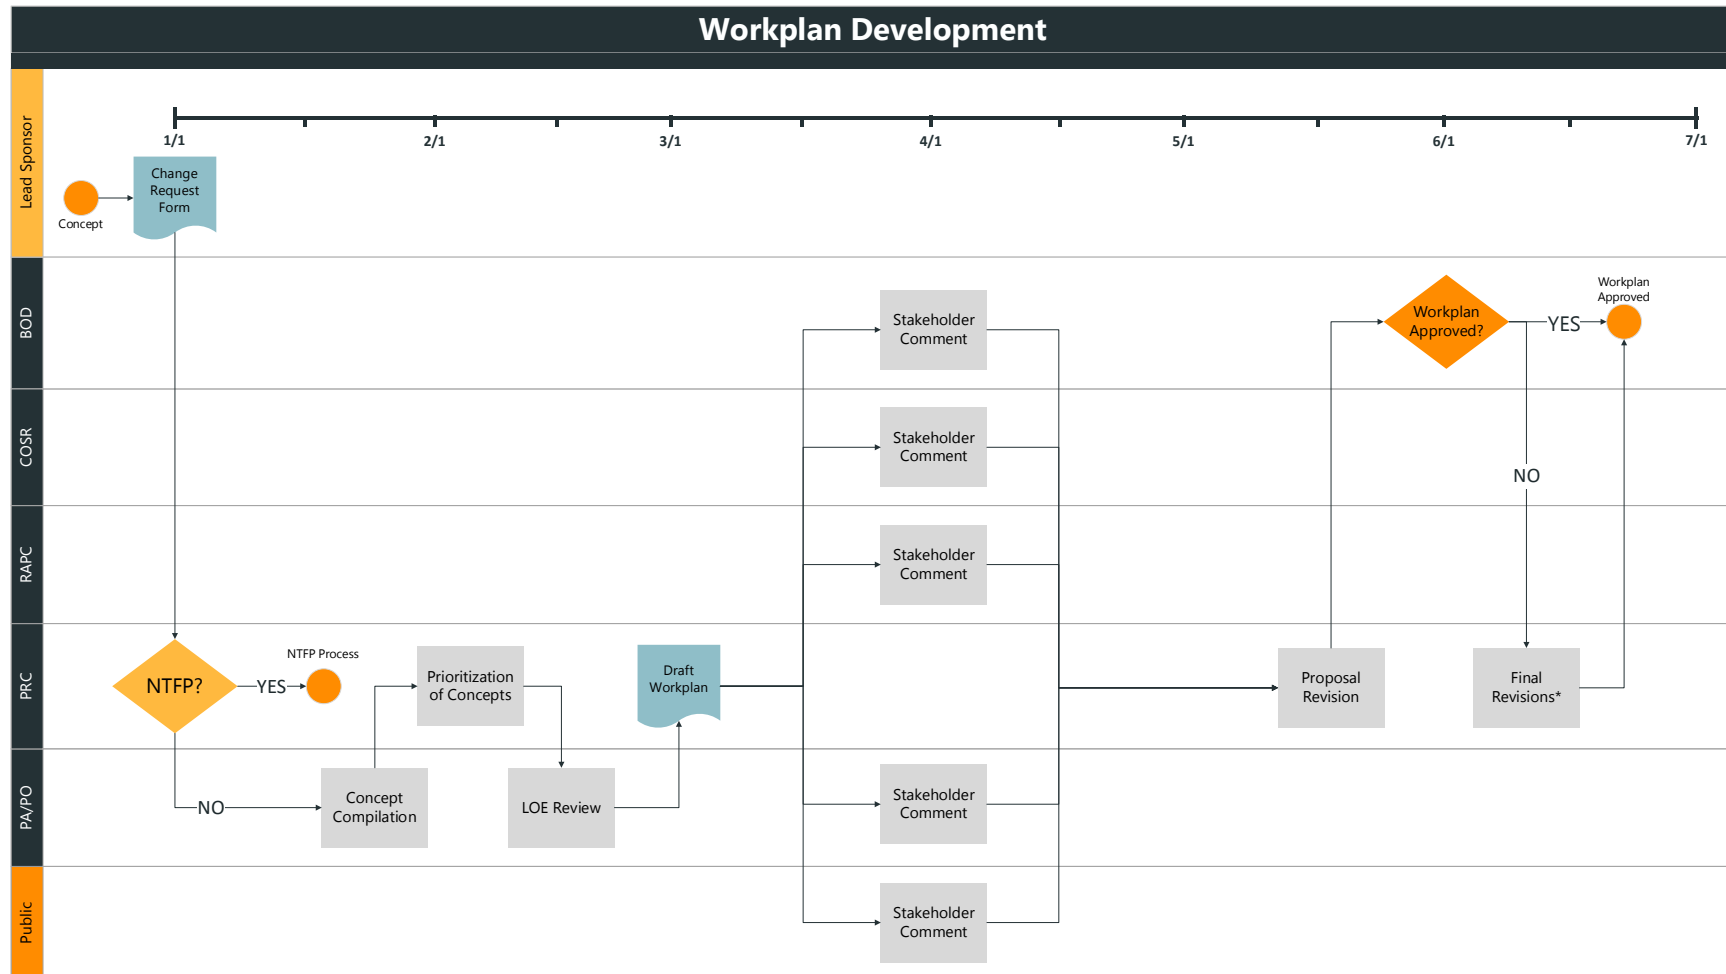 Workplan Development
Lead Sponsor
1/1
2/1
3/1
4/1
5/1
6/1
7/1
Change
Request
Form
Concept
BOD
Stakeholder
Comment
Workplan
Approved?
YES
Workplan
Approved
COSR
Stakeholder
Comment
NO
RAPC
Stakeholder
Comment
PRC
NTFP?
YES
NTFP Process
Prioritization
of Concepts
Draft
Workplan
Proposal
Revision
Final
Revisions*
PA/PO
NO
Concept
Compilation
LOE Review
Stakeholder
Comment
Public
Stakeholder
Comment